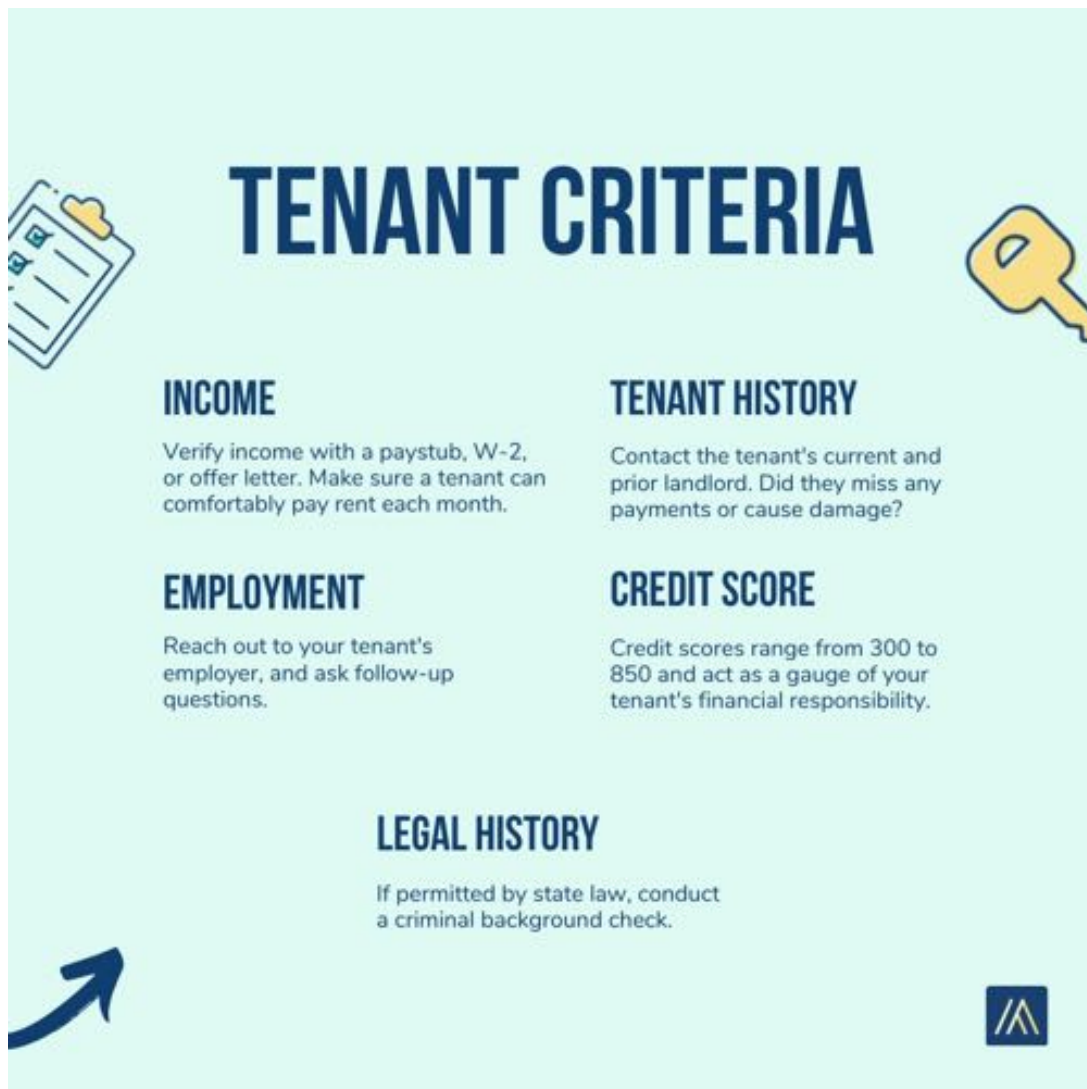 TENANT CRITERIA
INCOME
Verify income with a paystub, W-2,
or offer letter. Make sure a tenant can
comfortably pay rent each month.
TENANT HISTORY
Contact the tenant's current and
prior landlord. Did they miss any
payments or cause damage?
EMPLOYMENT
Reach out to your tenant's
employer, and ask follow-up
questions.
CREDIT SCORE
Credit scores range from 300 to
850 and act as a gauge of your
tenant's financial responsibility.
LEGAL HISTORY
If permitted by state law, conduct
a criminal background check.